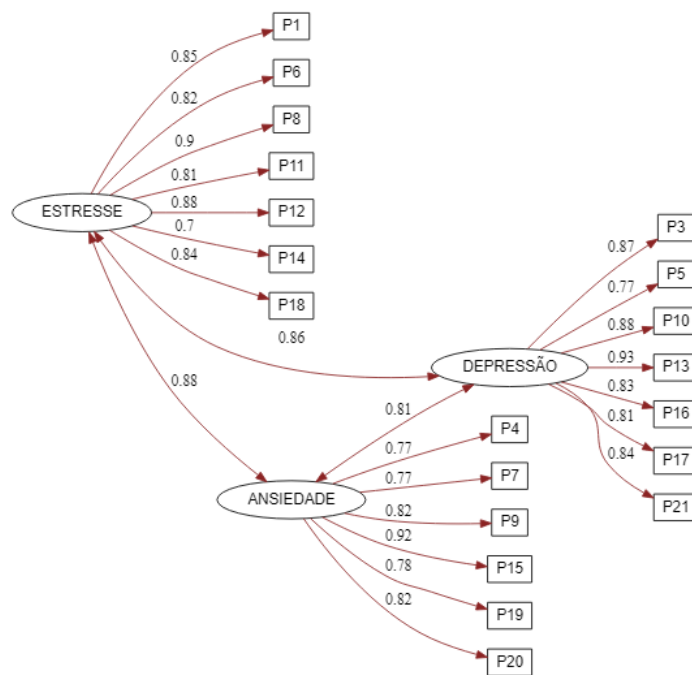 P1
0.85
P6
0.82
P8
0.9
P11
0.81
P12
0.88
ESTRESSE
P14
0.7
P18
0.84
0.86
0.88
P3
0.87
P5
0.77
P10
0.88
DEPRESSÃO
P13
0.93
P16
0.83
P17
0.81
P21
0.84
0.81
P4
0.77
P7
0.77
ANSIEDADE
P9
0.82
P15
0.92
P19
0.78
P20
0.82